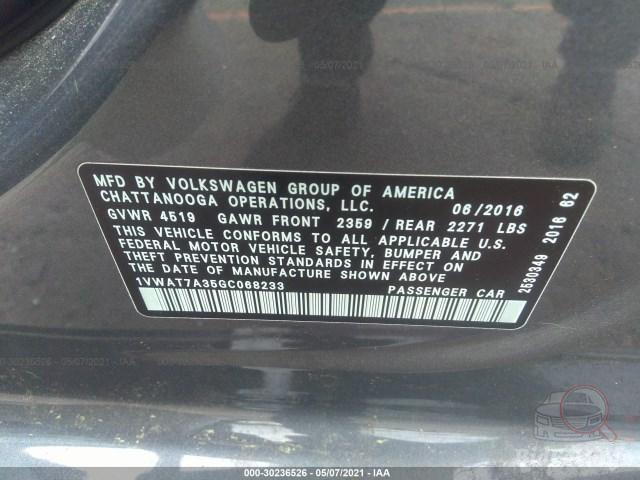 MFD BY VOLKSWAGEN GROUP OF AMERICA
CHATTANOOGA OPERATIONS, LLC. 06/2016
GVWR 4519 GAWR FRONT 2359 / REAR 2271 LBS
THIS VEHICLE CONFORMS TO ALL APPLICABLE U.S.
FEDERAL MOTOR VEHICLE SAFETY, BUMPER AND
THEFT PREVENTION STANDARDS IN EFFECT ON
THE DATE OF MANUFACTURE SHOWN ABOVE
1VWAT7A35GC068233 PASSENGER CAR
2530349 2016 62
000-30236526 - 05/07/2021 - IAA